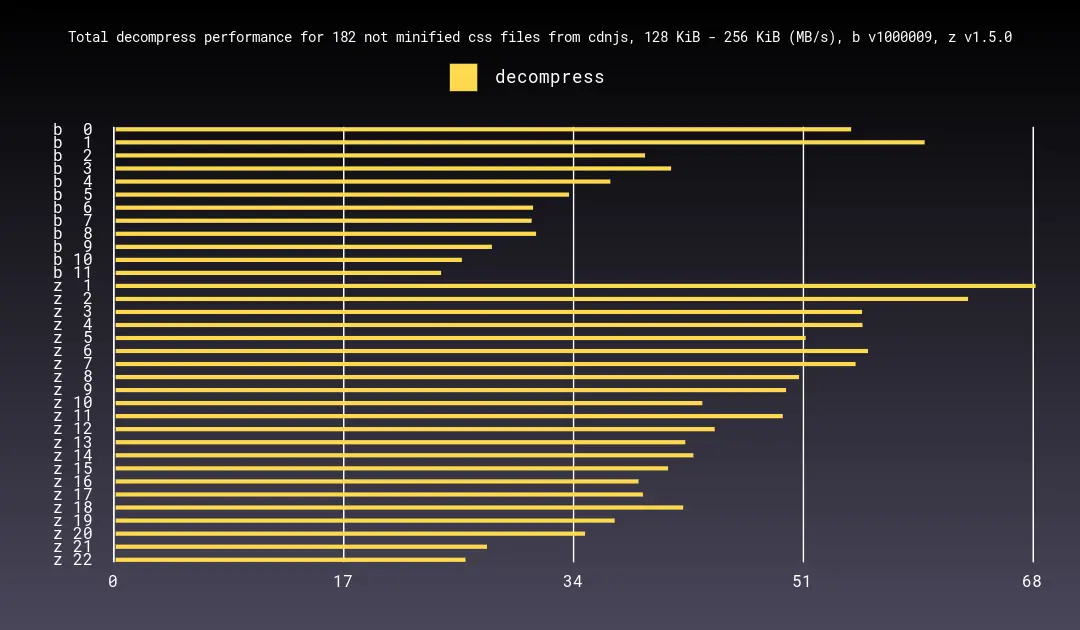 Total decompress performance for 182 not minified css files from cdnjs, 128 KiB - 256 KiB (MB/s), b v1000009, z v1.5.0
decompress
b 0
b 1
b 2
b 3
b 4
b 5
b 6
b 7
b 8
b 9
b 10
b 11
z 1
z 2
z 3
z 4
z 5
z 6
z 7
z 8
z 9
z 10
z 11
z 12
z 13
z 14
z 15
z 16
z 17
z 18
z 19
z 20
z 21
z 22
0 17 34 51 68